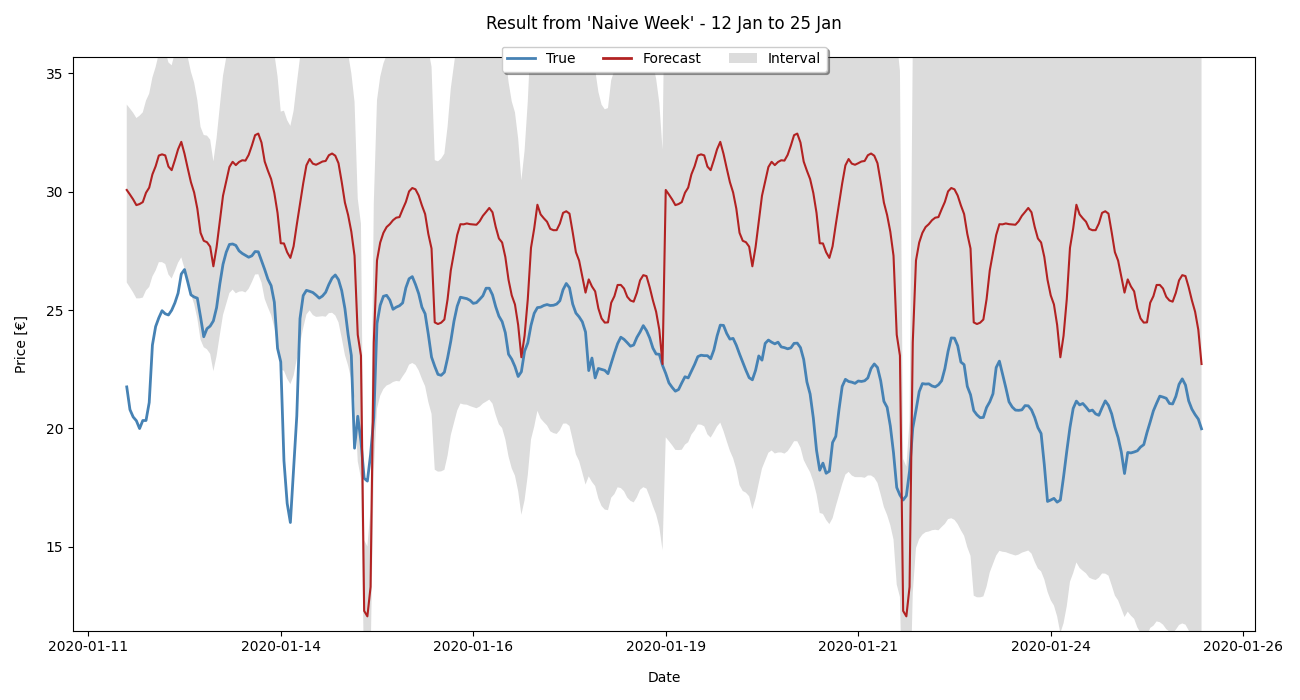 Result from 'Naive Week' - 12 Jan to 25 Jan
True Forecast Interval
35
30
25
20
15
Price [€]
2020-01-11 2020-01-14 2020-01-16 2020-01-19 2020-01-21 2020-01-24 2020-01-26
Date